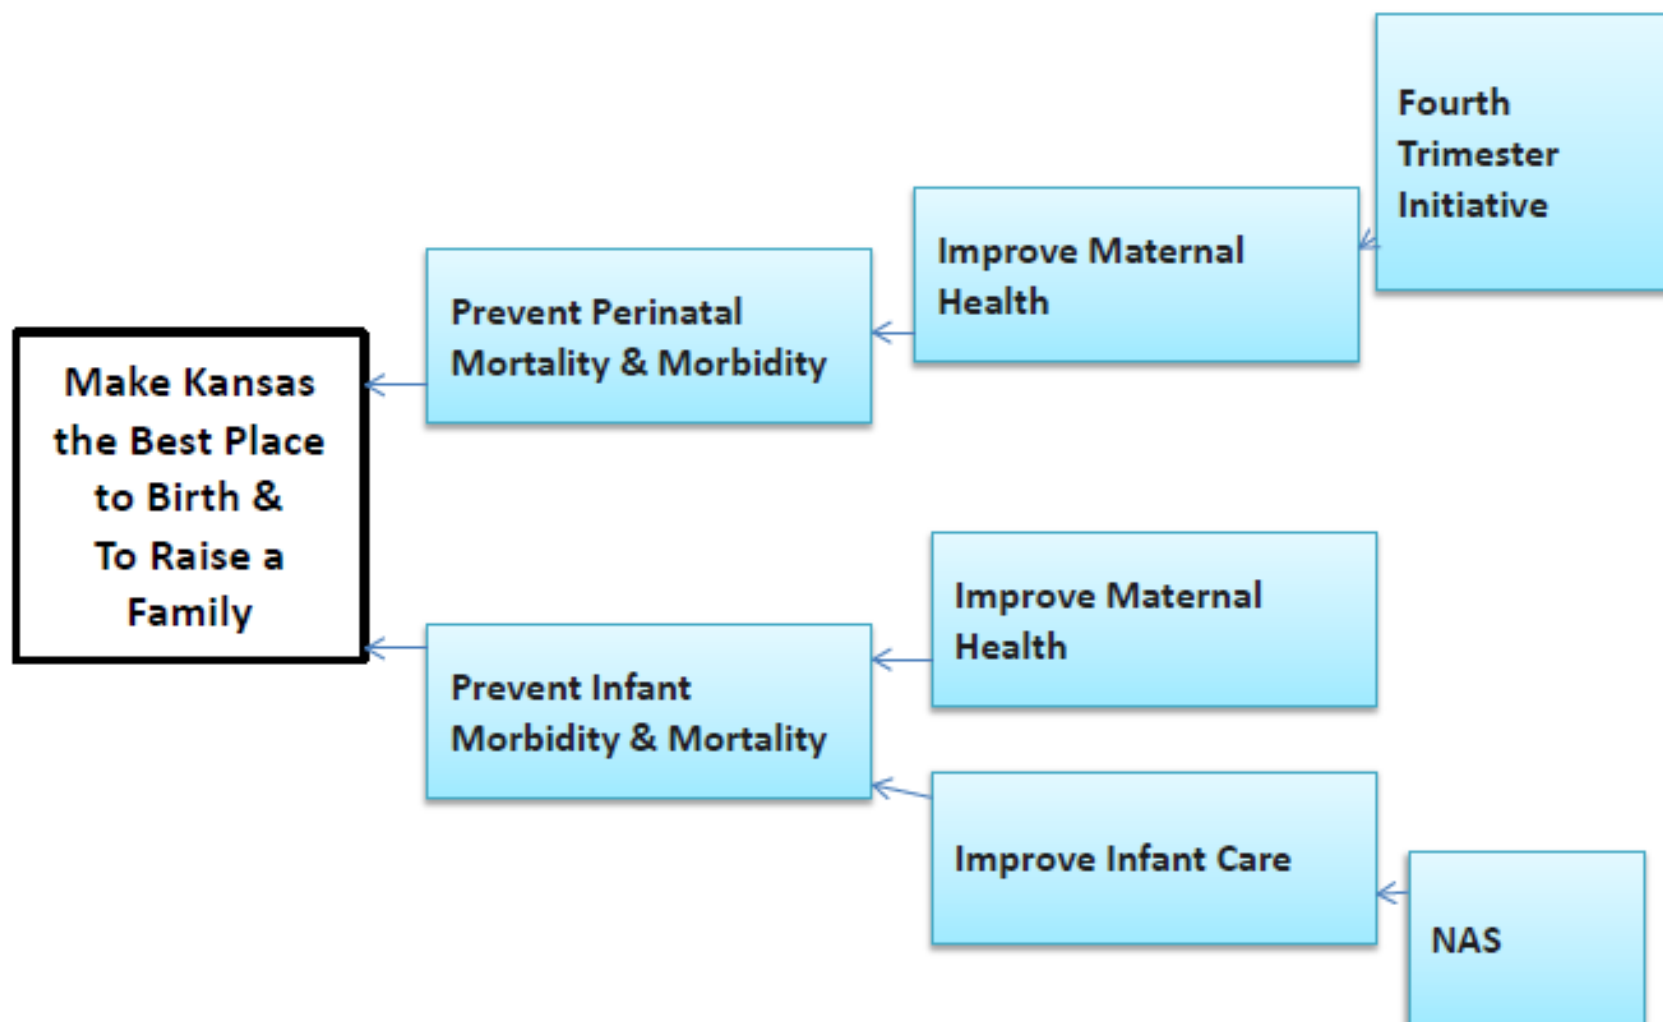 Make Kansas
the Best Place
to Birth &
To Raise a
Family
Prevent Perinatal
Mortality & Morbidity
Improve Maternal
Health
Fourth
Trimester
Initiative
Prevent Infant
Morbidity & Mortality
Improve Maternal
Health
Improve Infant Care
NAS